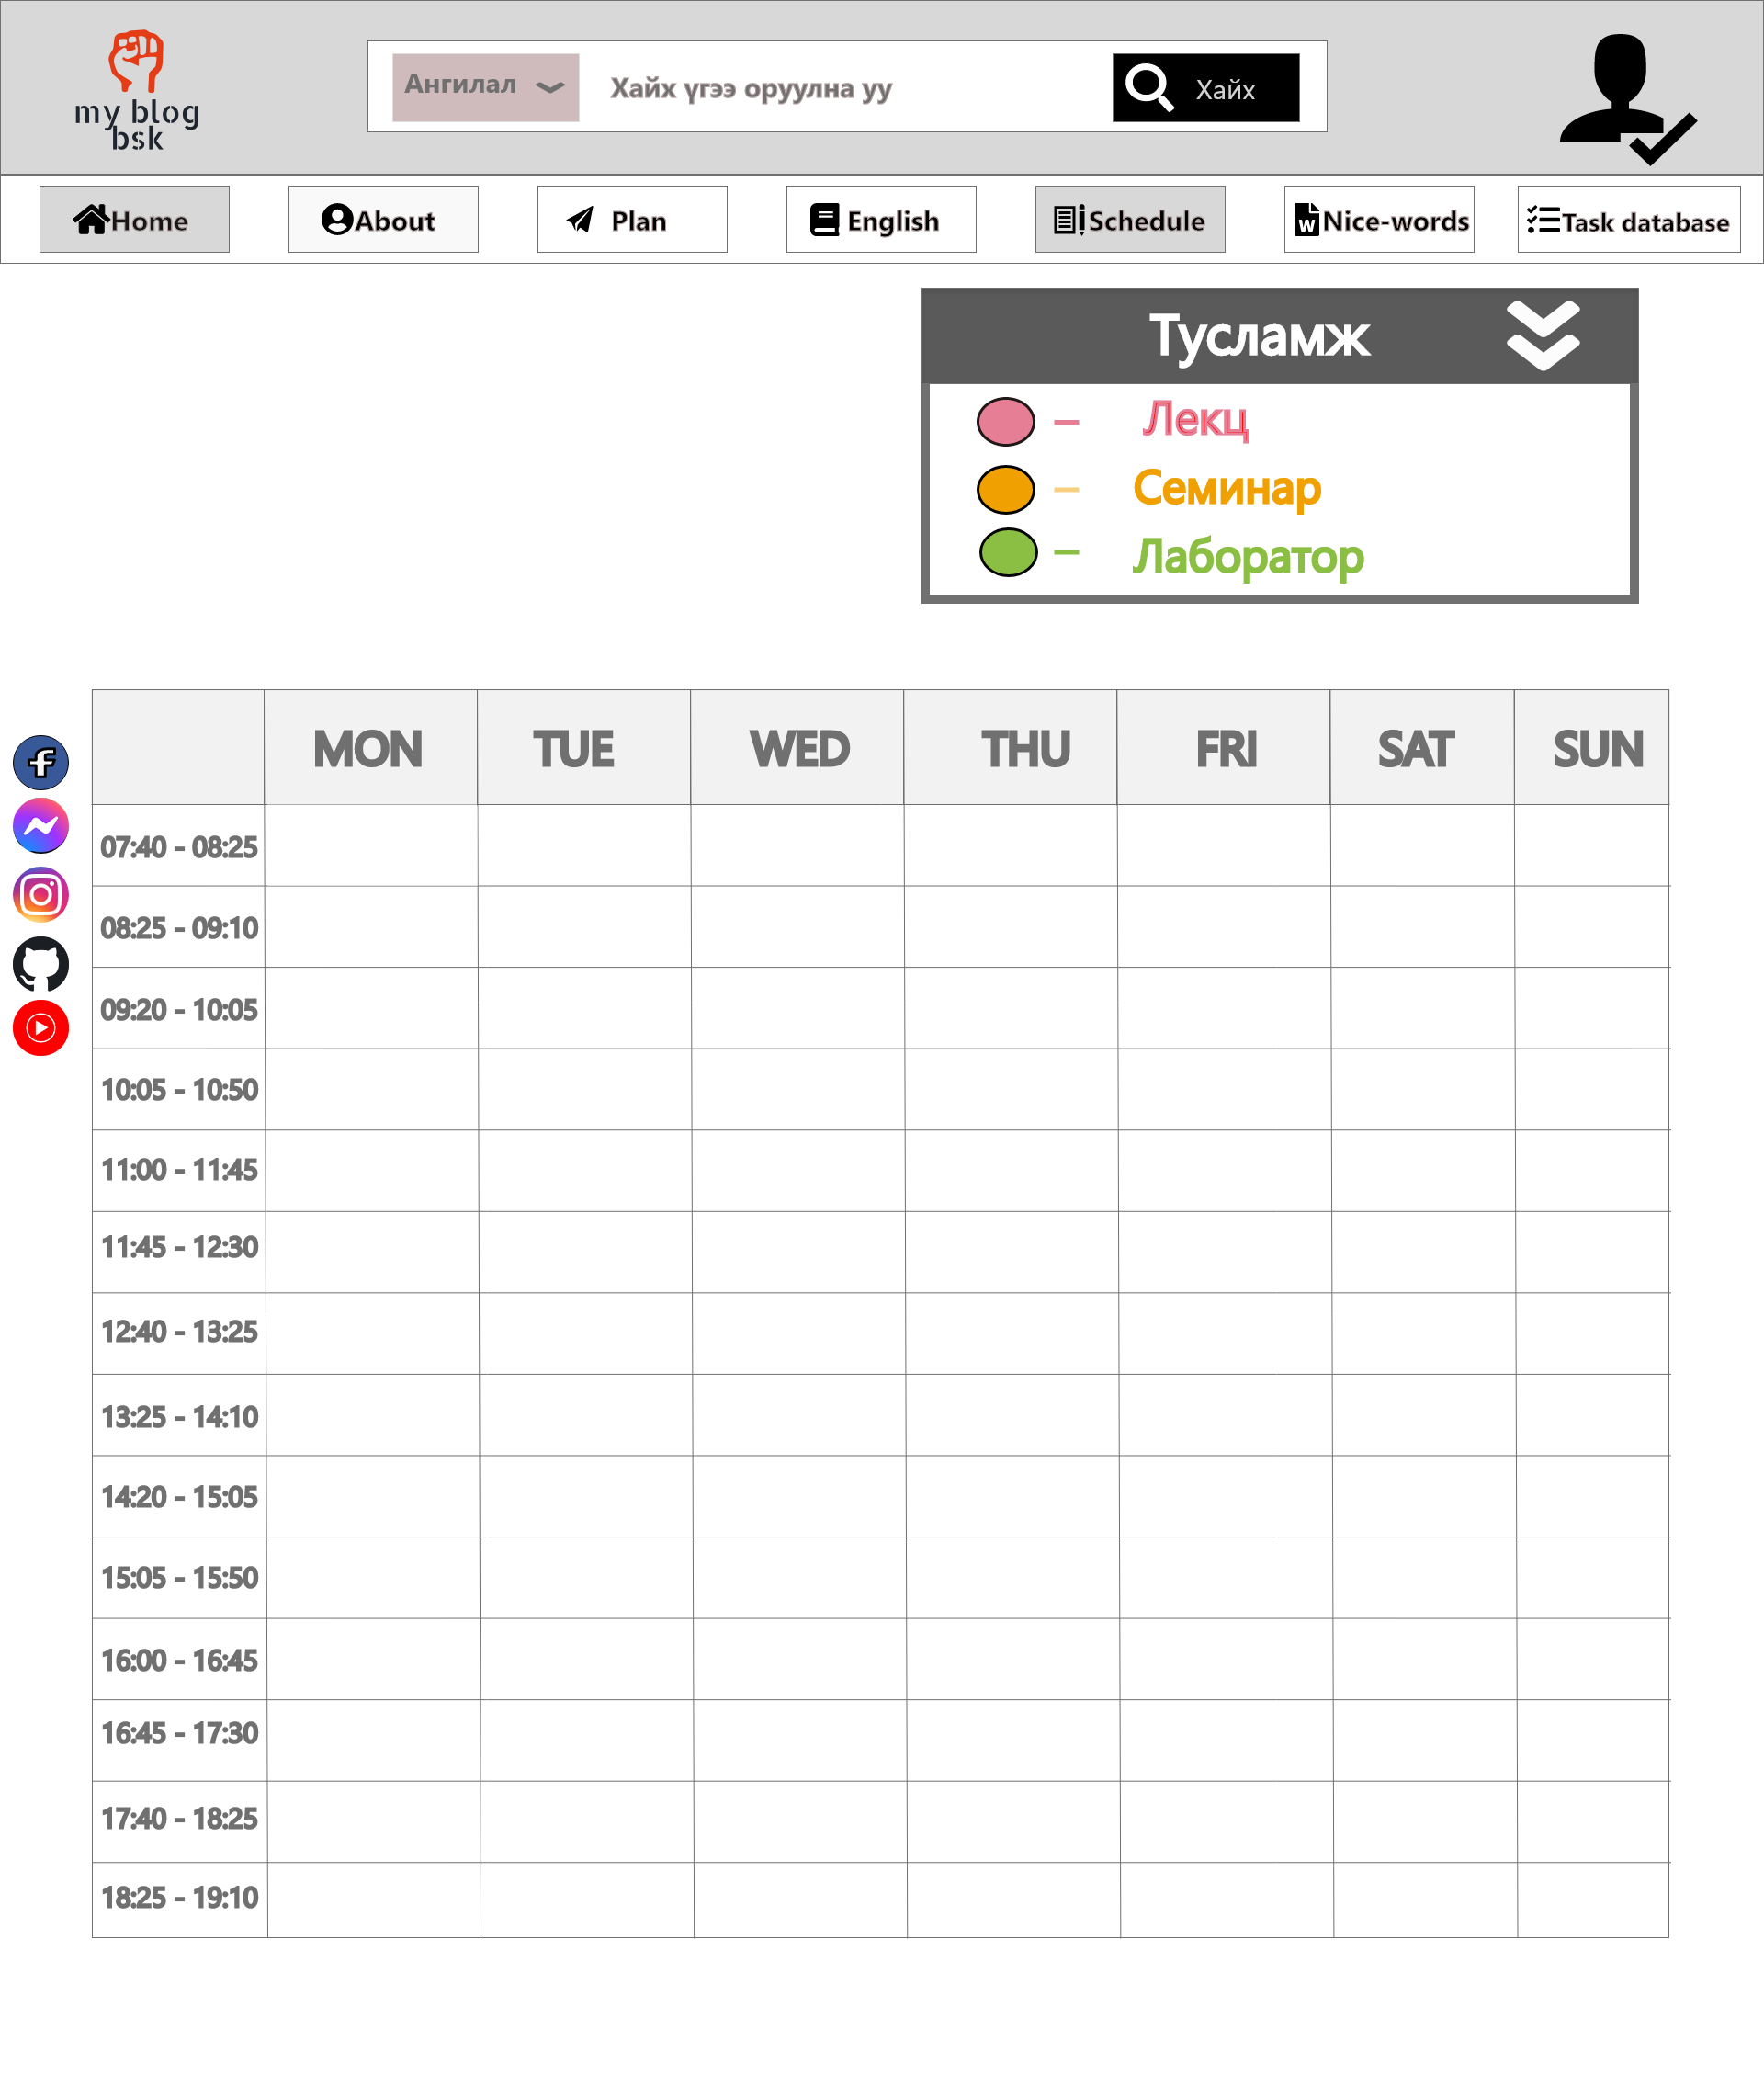 my blog
bsk
Ангилал
Хайх үгээ оруулна уу
Хайх
Home
About
Plan
English
Schedule
Nice-words
Task database
Тусламж
– Лекц
– Семинар
– Лаборатор
MON TUE WED THU FRI SAT SUN
07:40 - 08:25
08:25 - 09:10
09:20 - 10:05
10:05 - 10:50
11:00 - 11:45
11:45 - 12:30
12:40 - 13:25
13:25 - 14:10
14:20 - 15:05
15:05 - 15:50
16:00 - 16:45
16:45 - 17:30
17:40 - 18:25
18:25 - 19:10